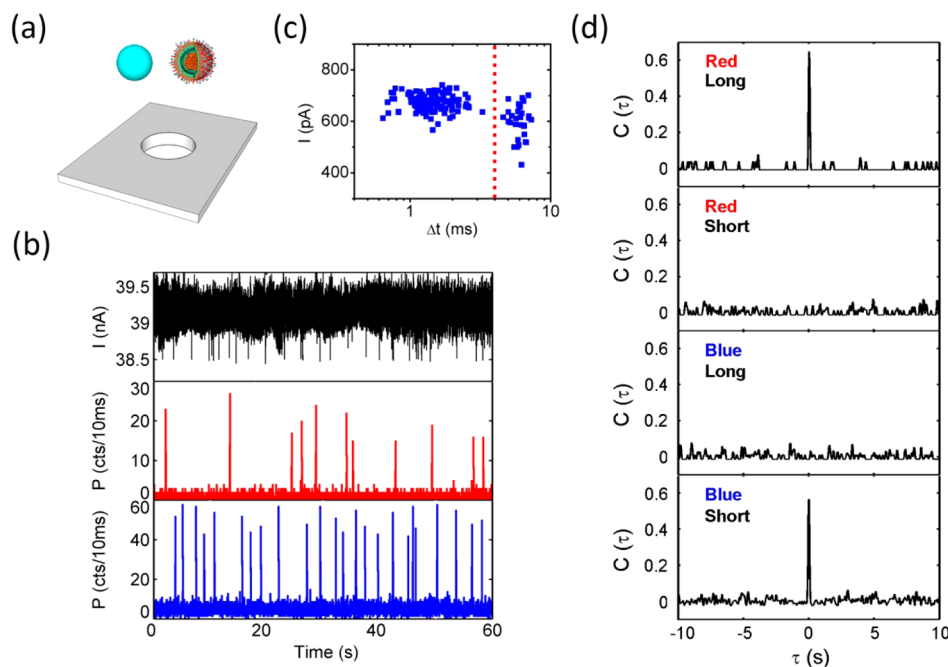 (a)
(c)
I (pA)
800
600
400
1
10
Δt (ms)
(b)
I (nA)
39.5
39
38.5
P (cts/10ms)
30
20
10
0
P (cts/10ms)
60
40
20
0
0
20
40
60
Time (s)
(d)
C (τ)
0.6
0.4
0.2
0
Red
Long
C (τ)
0.6
0.4
0.2
0
Red
Short
C (τ)
0.6
0.4
0.2
0
Blue
Long
C (τ)
0.6
0.4
0.2
0
Blue
Short
-10
-5
0
5
10
τ (s)